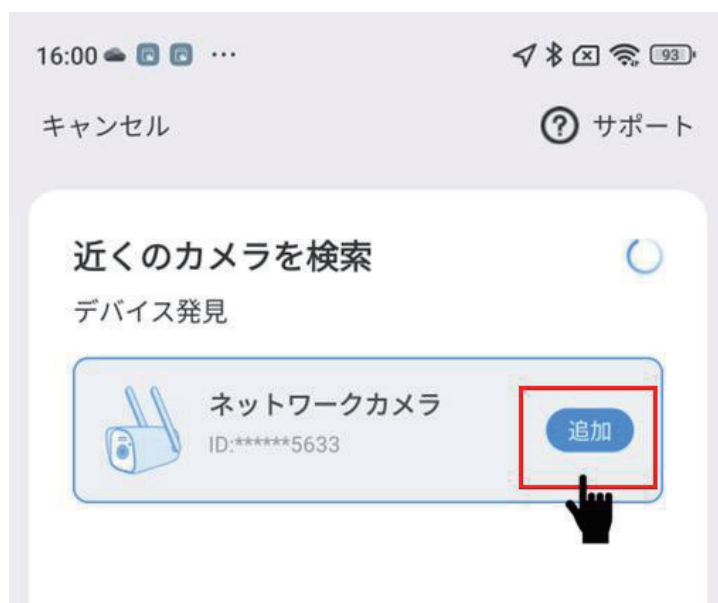 16:00 ...
93
キャンセル
サポート
近くのカメラを検索
デバイス発見
ネットワークカメラ
ID:******5633
追加